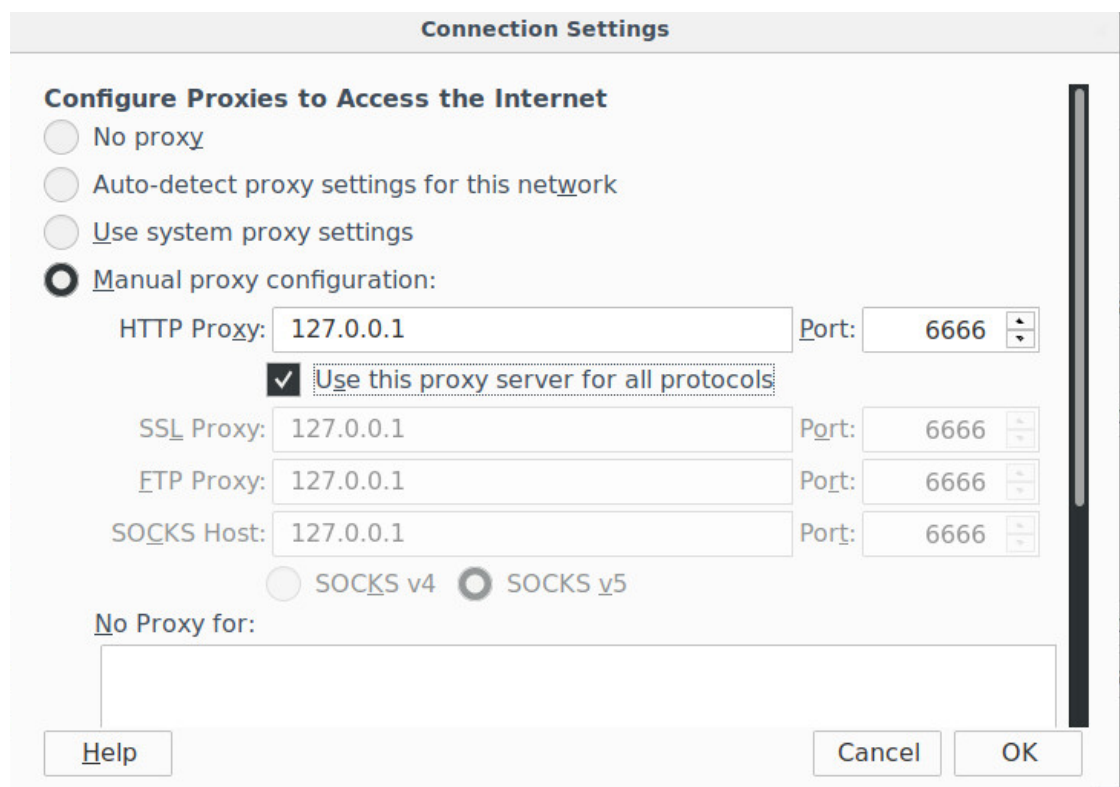 Connection Settings
Configure Proxies to Access the Internet
No proxy
Auto-detect proxy settings for this network
Use system proxy settings
Manual proxy configuration:
HTTP Proxy: 127.0.0.1 Port: 6666
Use this proxy server for all protocols
SSL Proxy: 127.0.0.1 Port: 6666
FTP Proxy: 127.0.0.1 Port: 6666
SOCKS Host: 127.0.0.1 Port: 6666
SOCKS v4 SOCKS v5
No Proxy for:
Help Cancel OK